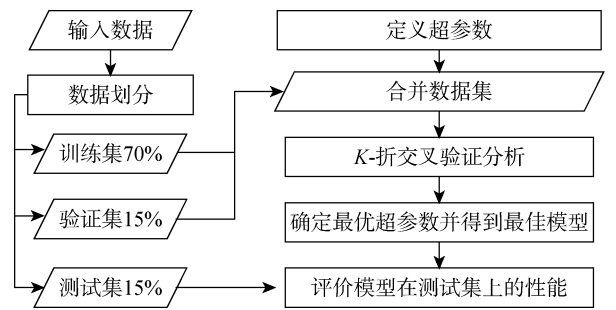 输入数据
数据划分
训练集70%
验证集15%
测试集15%
定义超参数
合并数据集
K-折交叉验证分析
确定最优超参数并得到最佳模型
评价模型在测试集上的性能